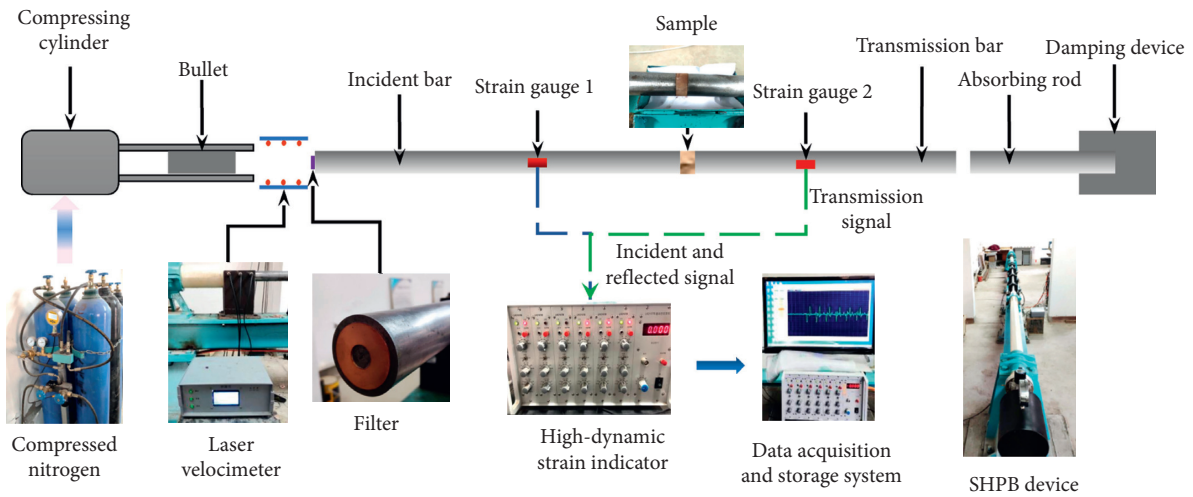 Compressing
cylinder
Bullet
Incident bar
Strain gauge 1
Sample
Strain gauge 2
Transmission bar
Absorbing rod
Damping device
Transmission
signal
Incident and
reflected signal
0.000
Compressed
nitrogen
Laser
velocimeter
Filter
High-dynamic
strain indicator
Data acquisition
and storage system
SHPB device